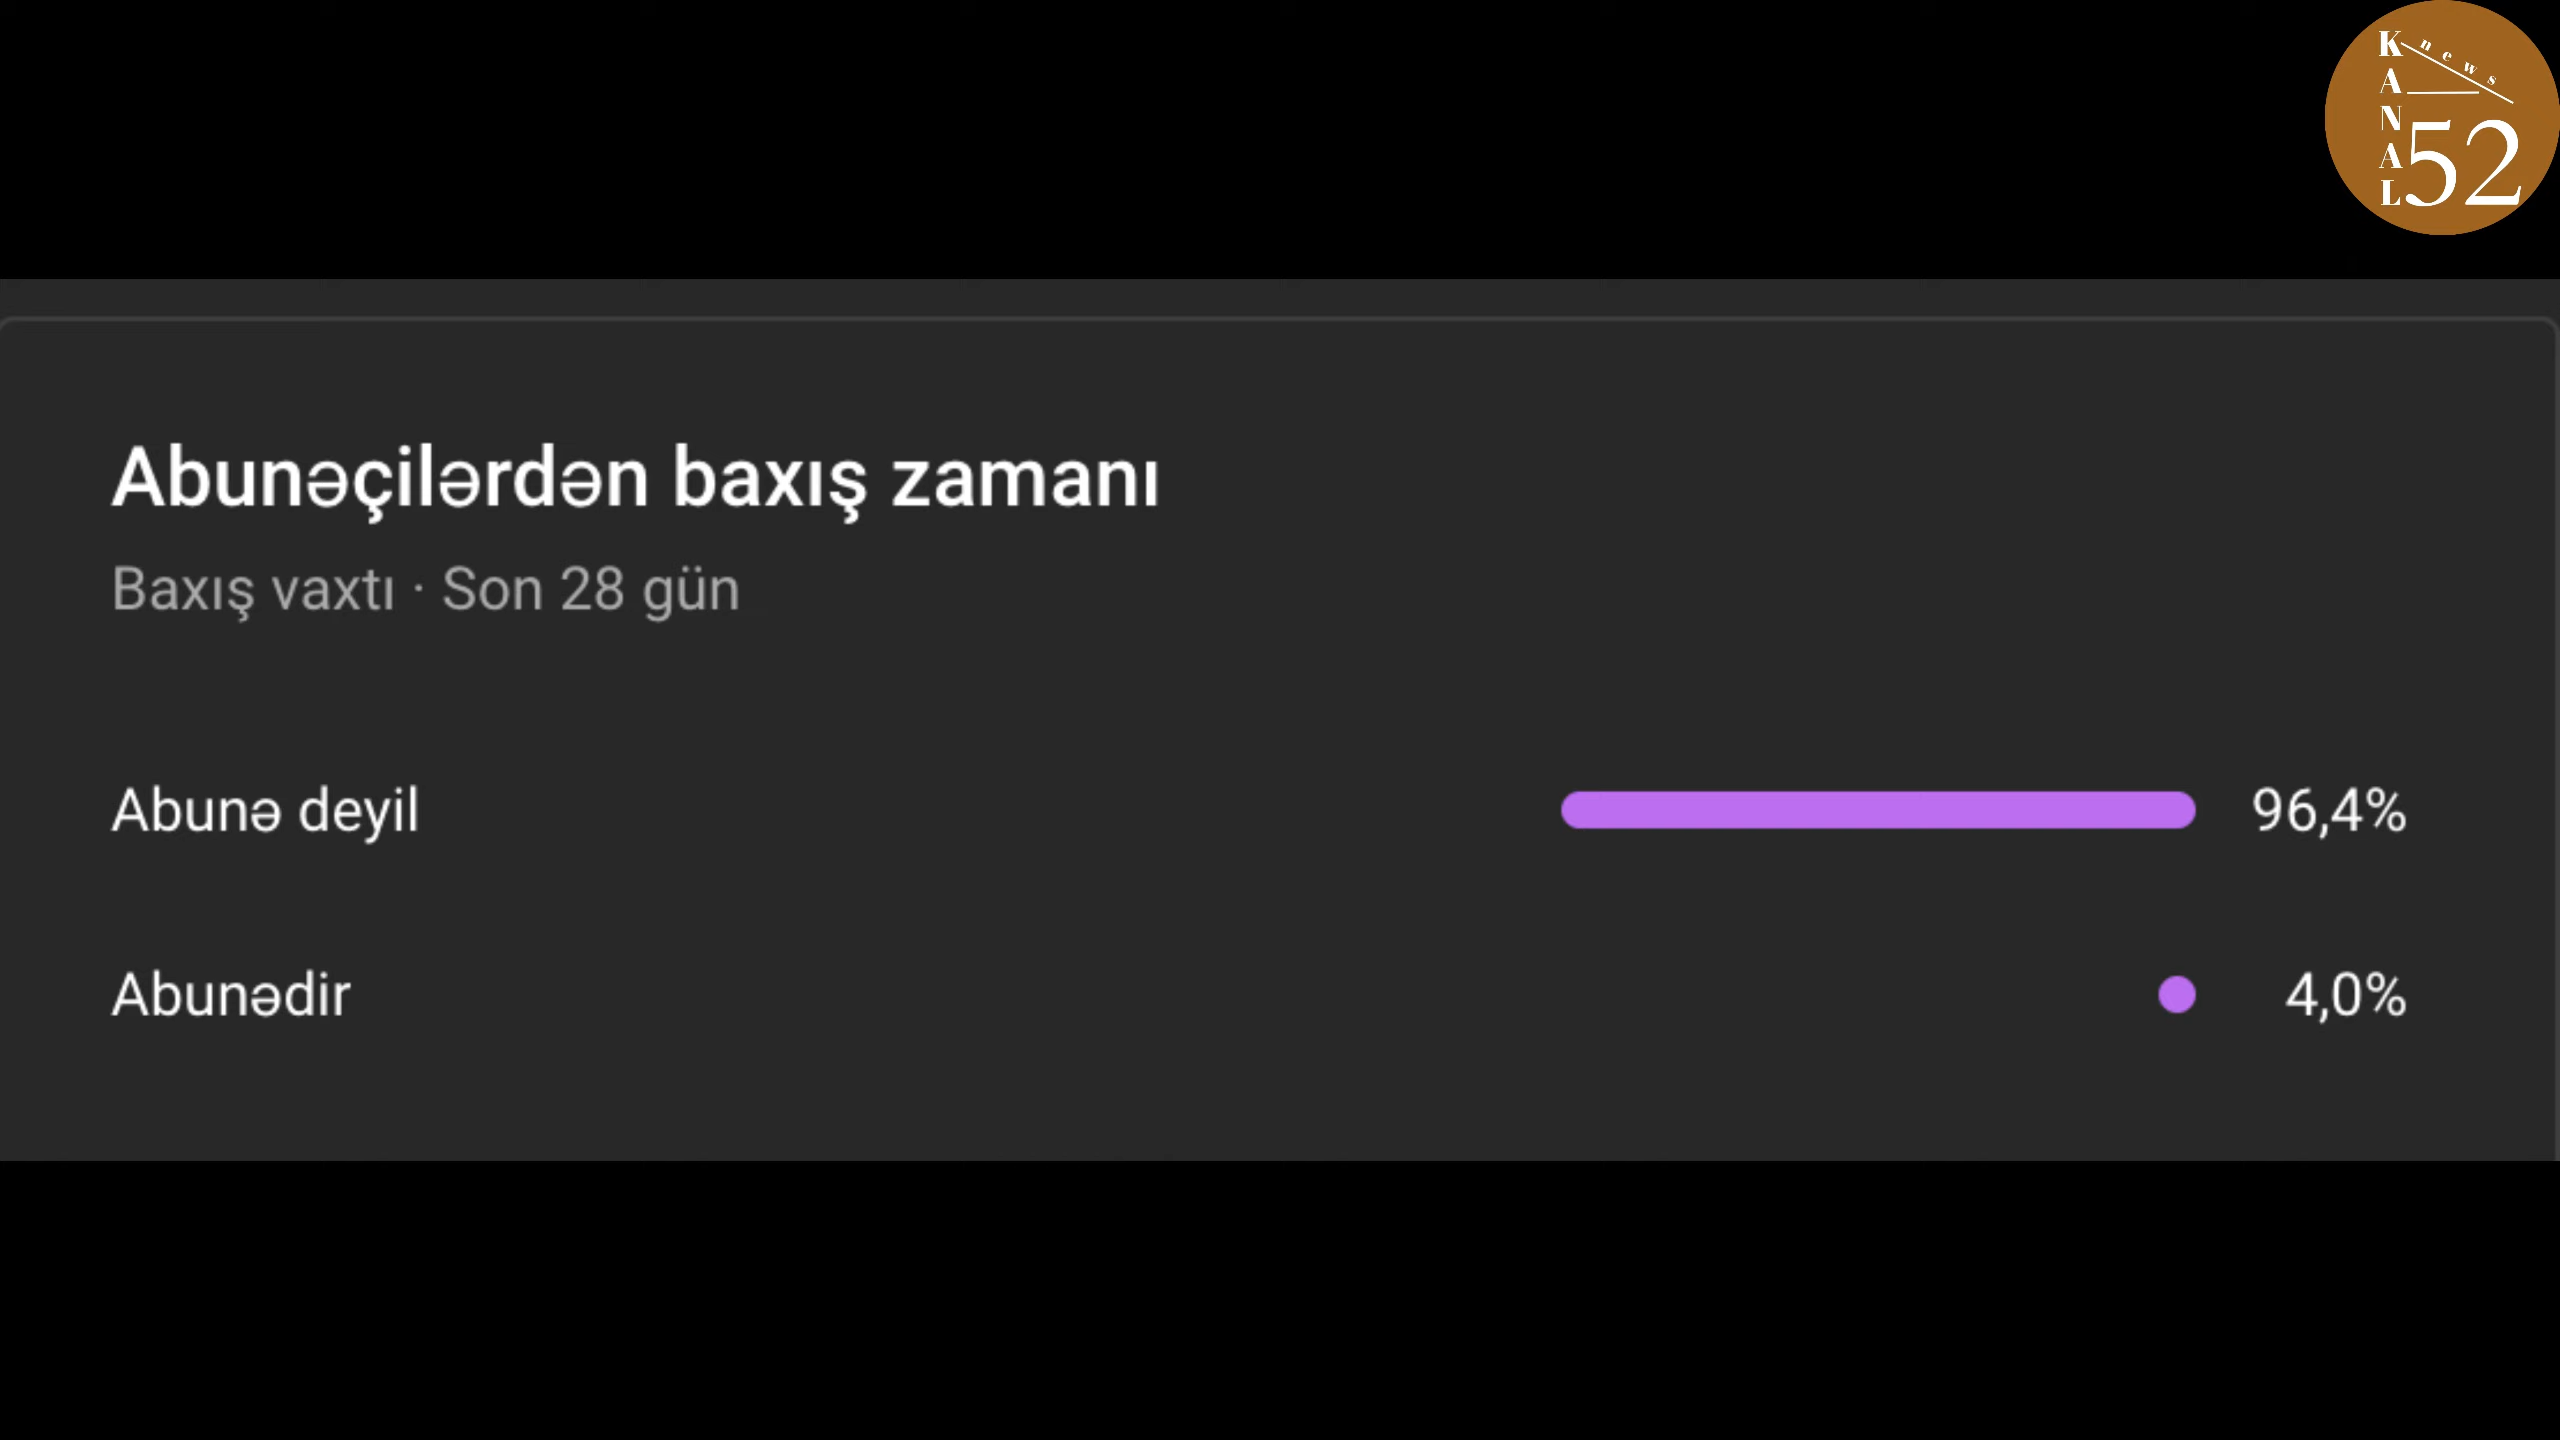 KANAL
news
52
Abunəçilərdən baxış zamanı
Baxış vaxtı · Son 28 gün
Abunə deyil 96,4%
Abunədir 4,0%